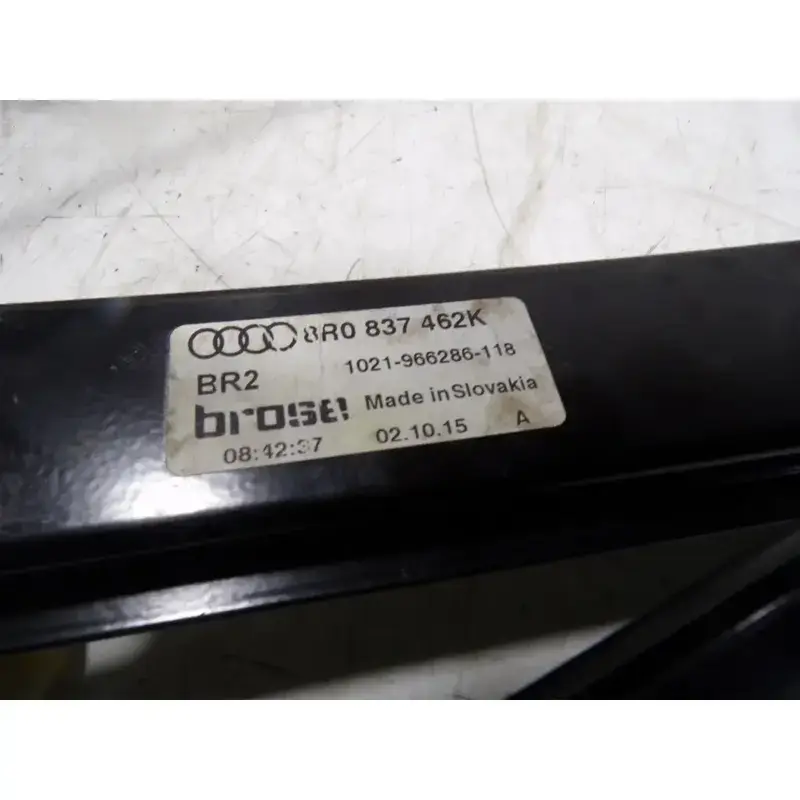 8R0 837 462K
1021-966286-118
BR2
brose
Made in Slovakia
08:42:37 02.10.15 A